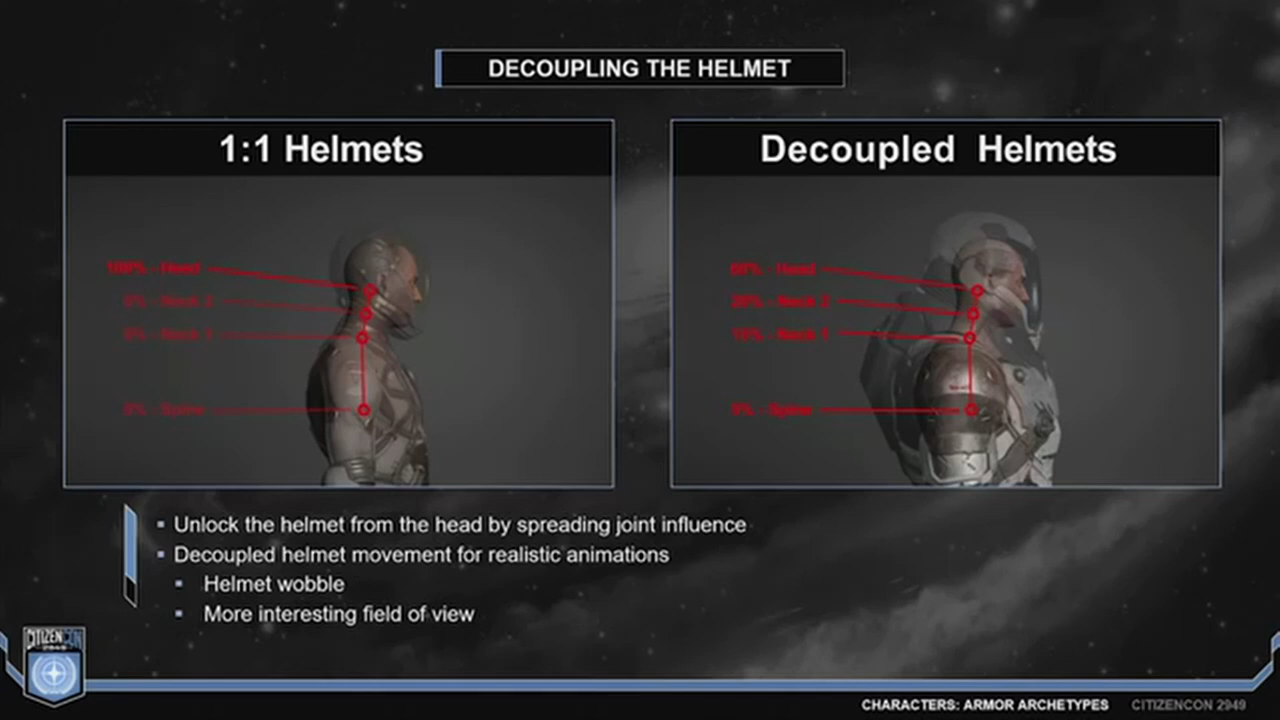 DECOUPLING THE HELMET
1:1 Helmets
Decoupled Helmets
100% - Head
0% - Neck 2
0% - Neck 1
0% - Spine
60% - Head
20% - Neck 2
- Neck 1
- Spine
Unlock the helmet from the head by spreading joint influence
Decoupled helmet movement for realistic animations
Helmet wobble
More interesting field of view
CITIZENCON
2949
CHARACTERS: ARMOR ARCHETYPES CITIZENCON 2949